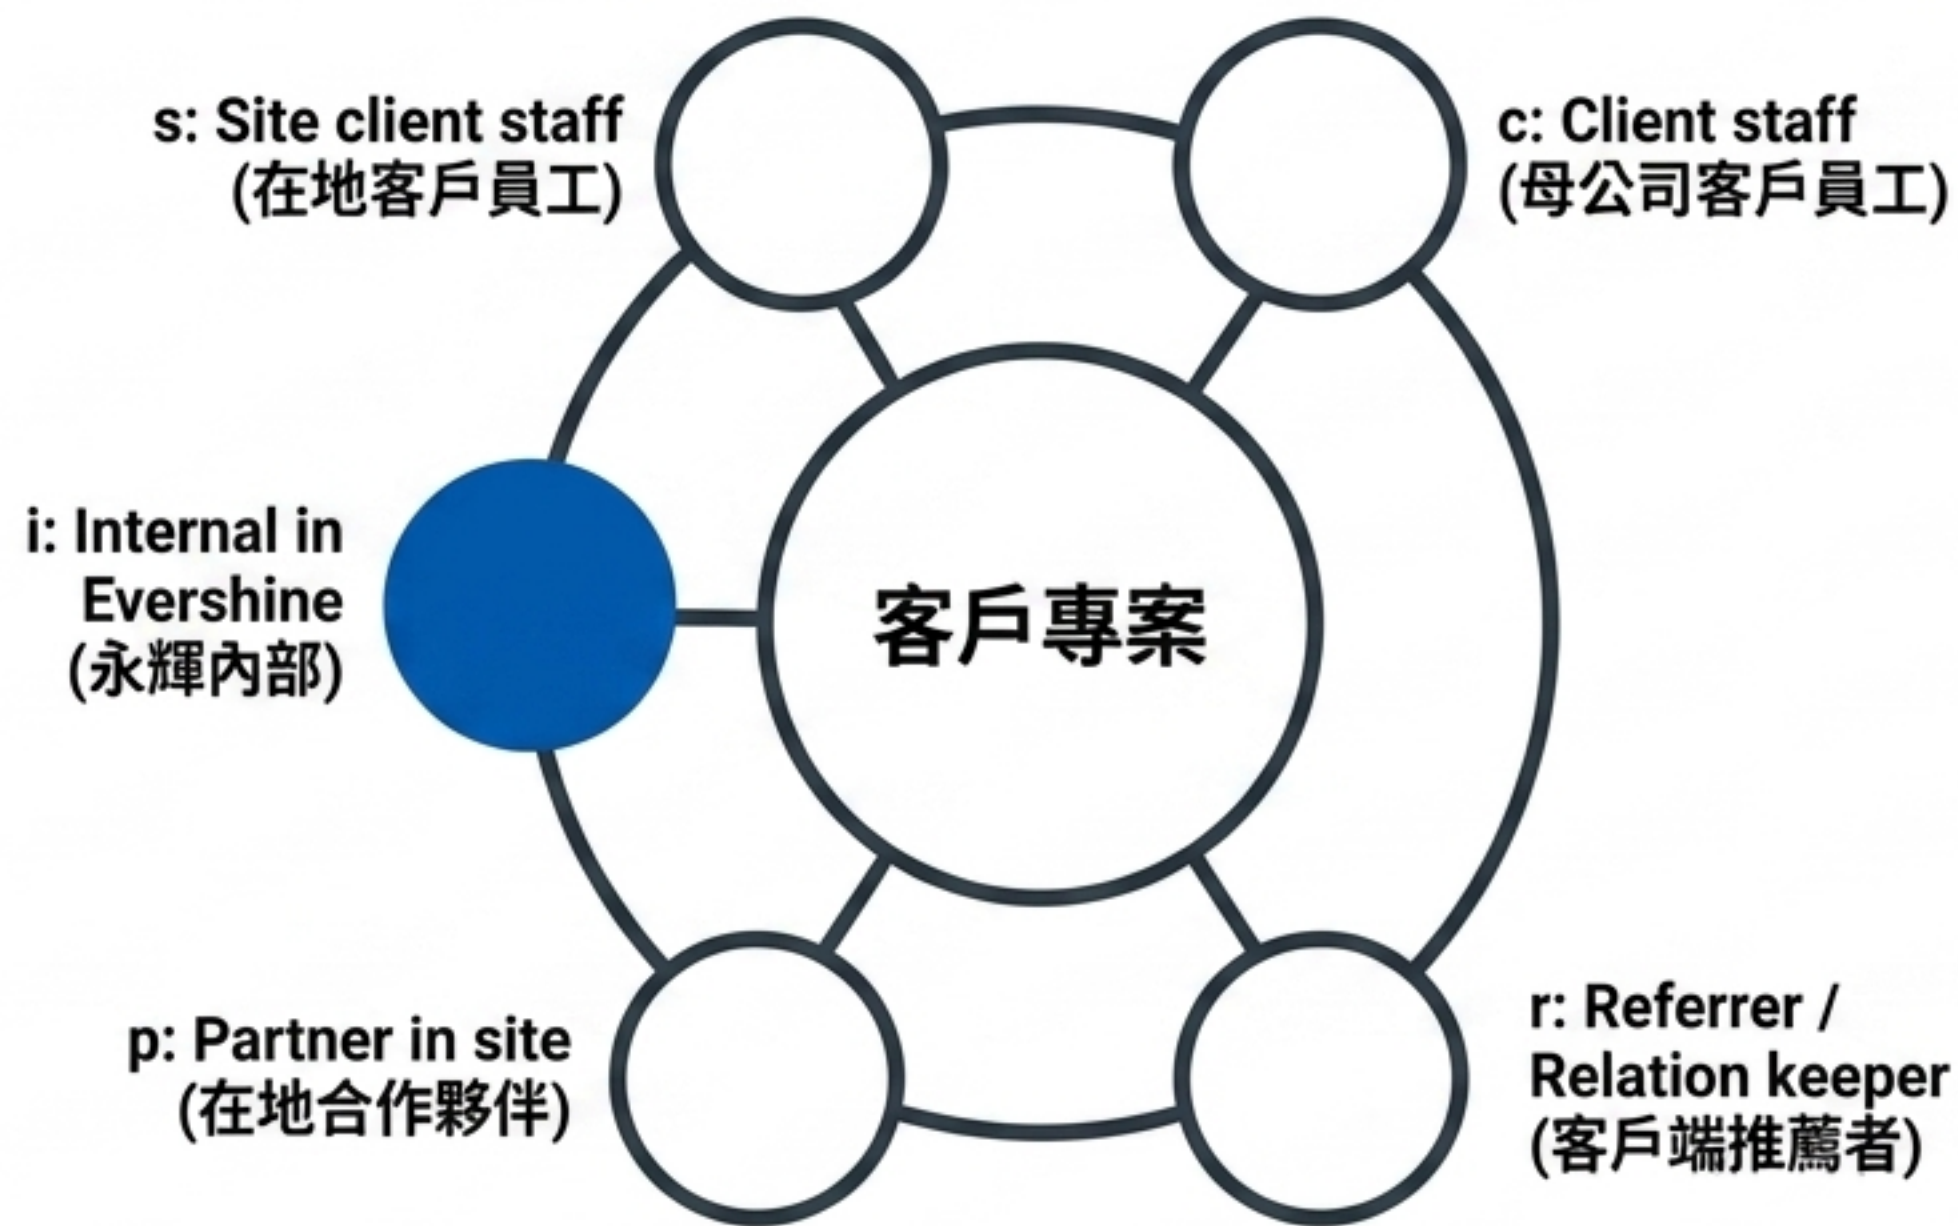 s: Site client staff
(在地客戶員工)
c: Client staff
(母公司客戶員工)
i: Internal in
Evershine
(永輝內部)
客戶專案
p: Partner in site
(在地合作夥伴)
r: Referrer /
Relation keeper
(客戶端推薦者)